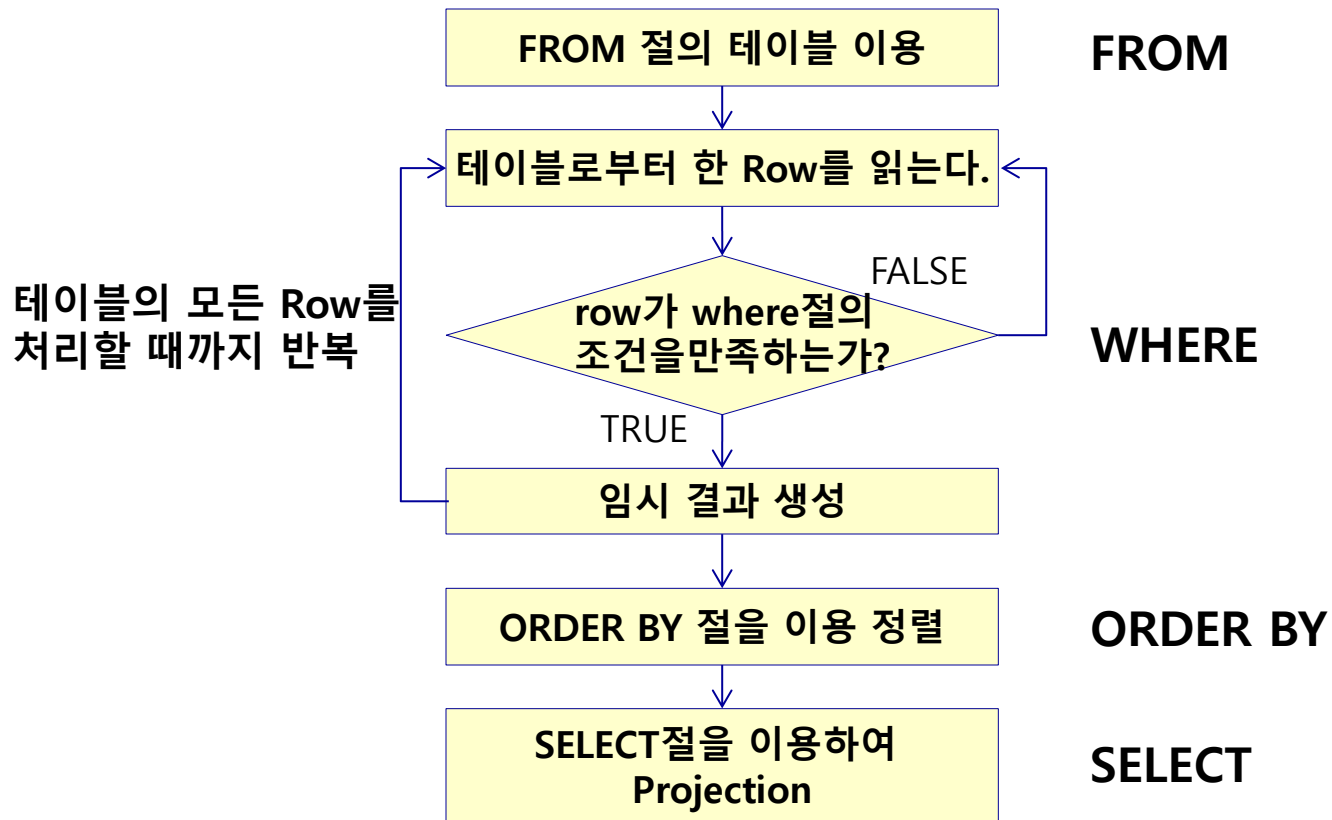 FROM 절의 테이블 이용
FROM
테이블로부터 한 Row를 읽는다.
FALSE
테이블의 모든 Row를
처리할 때까지 반복
row가 where절의
조건을만족하는가?
WHERE
TRUE
임시 결과 생성
ORDER BY 절을 이용 정렬
ORDER BY
SELECT절을 이용하여
Projection
SELECT